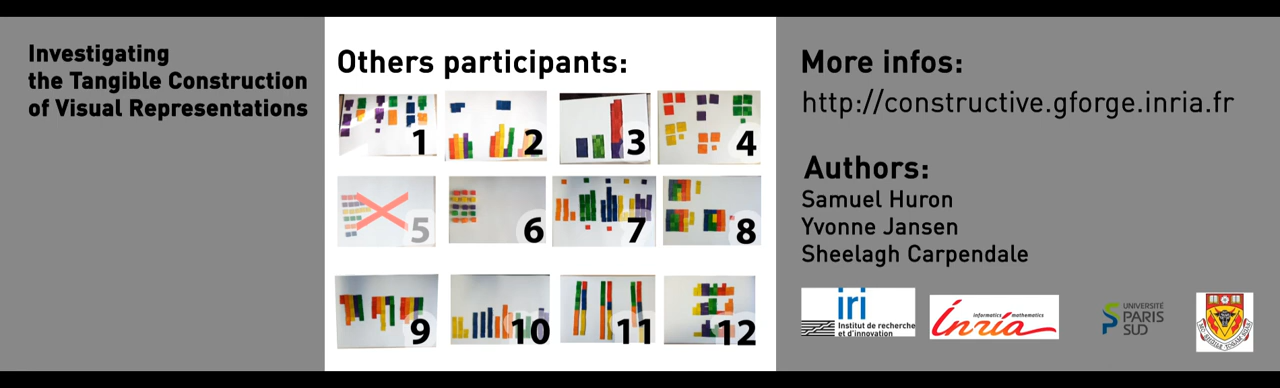 Investigating
the Tangible Construction
of Visual Representations
Others participants:
1
2
3
4
5
6
7
8
9
10
11
12
More infos:
http://constructive.gforge.inria.fr
Authors:
Samuel Huron
Yvonne Jansen
Sheelagh Carpendale
iri
Institut de recherche
et d'innovation
informatics mathematics
inria
UNIVERSITÉ
PARIS
SUD